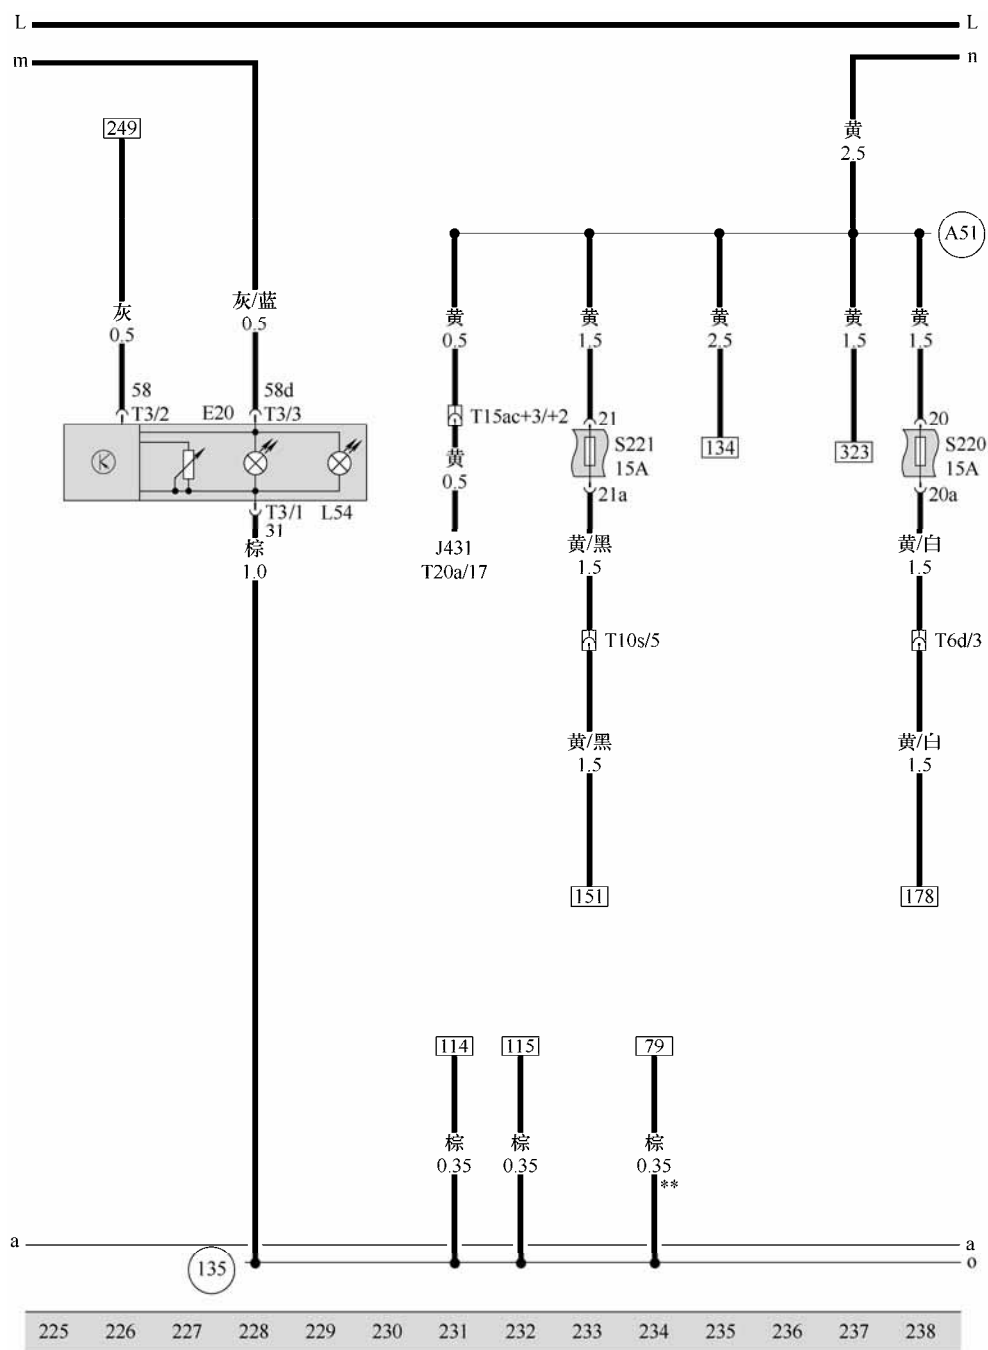 L L
m n
249
黄
2.5
A51
灰/蓝
0.5
灰
0.5
黄 黄 黄 黄 黄
0.5 1.5 2.5 1.5 1.5
58 58d
T3/2 E20 T3/3
T15ac+3/+2 21 20
S221 S220
134 323
15A 15A
K
黄
0.5
21a 20a
T3/1 L54
31
棕
1.0
J431
T20a/17
黄/黑 黄/白
1.5 1.5
T10s/5 T6d/3
黄/黑 黄/白
1.5 1.5
151 178
114 115 79
棕 棕 棕
0.35 0.35 0.35
**
a a
135 o
225 226 227 228 229 230 231 232 233 234 235 236 237 238